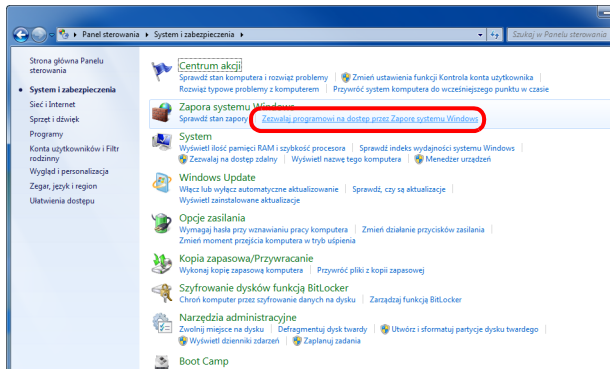 Panel sterowania ▸ System i zabezpieczenia ▸
Szukaj w Panelu sterowania
Strona główna Panelu
sterowania
System i zabezpieczenia
Sieć i Internet
Sprzęt i dźwięk
Programy
Konta użytkowników i Filtr
rodzinny
Wygląd i personalizacja
Zegar, język i region
Ułatwienia dostępu
Centrum akcji
Sprawdź stan komputera i rozwiąż problemy
Zmień ustawienia funkcji Kontrola konta użytkownika
Rozwiąż typowe problemy z komputerem
Przywróć system komputera do wcześniejszego punktu w czasie
Zapora systemu Windows
Sprawdź stan zapory
Zezwalaj programowi na dostęp przez Zaporę systemu Windows
System
Wyświetl ilość pamięci RAM i szybkość procesora
Sprawdź indeks wydajności systemu Windows
Zezwalaj na dostęp zdalny
Wyświetl nazwę tego komputera
Menedżer urządzeń
Windows Update
Włącz lub wyłącz automatyczne aktualizowanie
Sprawdź, czy są aktualizacje
Wyświetl zainstalowane aktualizacje
Opcje zasilania
Wymagaj hasła przy wznawianiu pracy komputera
Zmień działanie przycisków zasilania
Zmień moment przejścia komputera w tryb uśpienia
Kopia zapasowa/Przywracanie
Wykonaj kopię zapasową komputera
Przywróć pliki z kopii zapasowej
Szyfrowanie dysków funkcją BitLocker
Chroń komputer przez szyfrowanie danych na dysku
Zarządzaj funkcją BitLocker
Narzędzia administracyjne
Zwolnij miejsce na dysku
Defragmentuj dysk twardy
Utwórz i sformatuj partycje dysku twardego
Wyświetl dzienniki zdarzeń
Zaplanuj zadania
Boot Camp